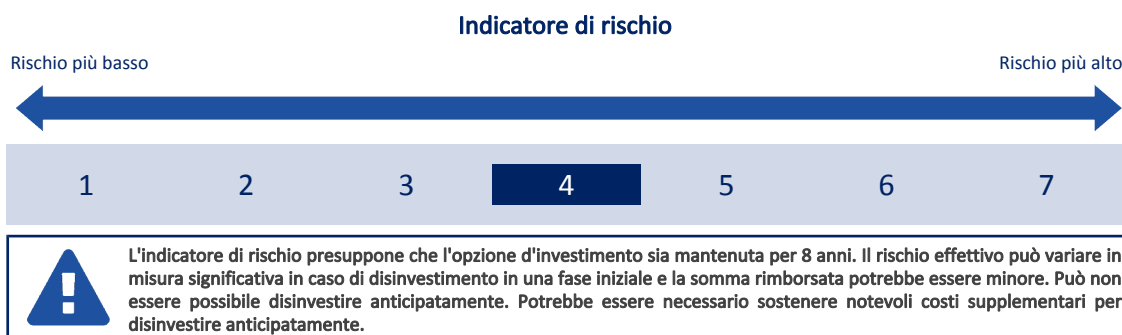 Indicatore di rischio
Rischio più basso
Rischio più alto
1 2 3 4 5 6 7
L'indicatore di rischio presuppone che l'opzione d'investimento sia mantenuta per 8 anni. Il rischio effettivo può variare in
misura significativa in caso di disinvestimento in una fase iniziale e la somma rimborsata potrebbe essere minore. Può non
essere possibile disinvestire anticipatamente. Potrebbe essere necessario sostenere notevoli costi supplementari per
disinvestire anticipatamente.